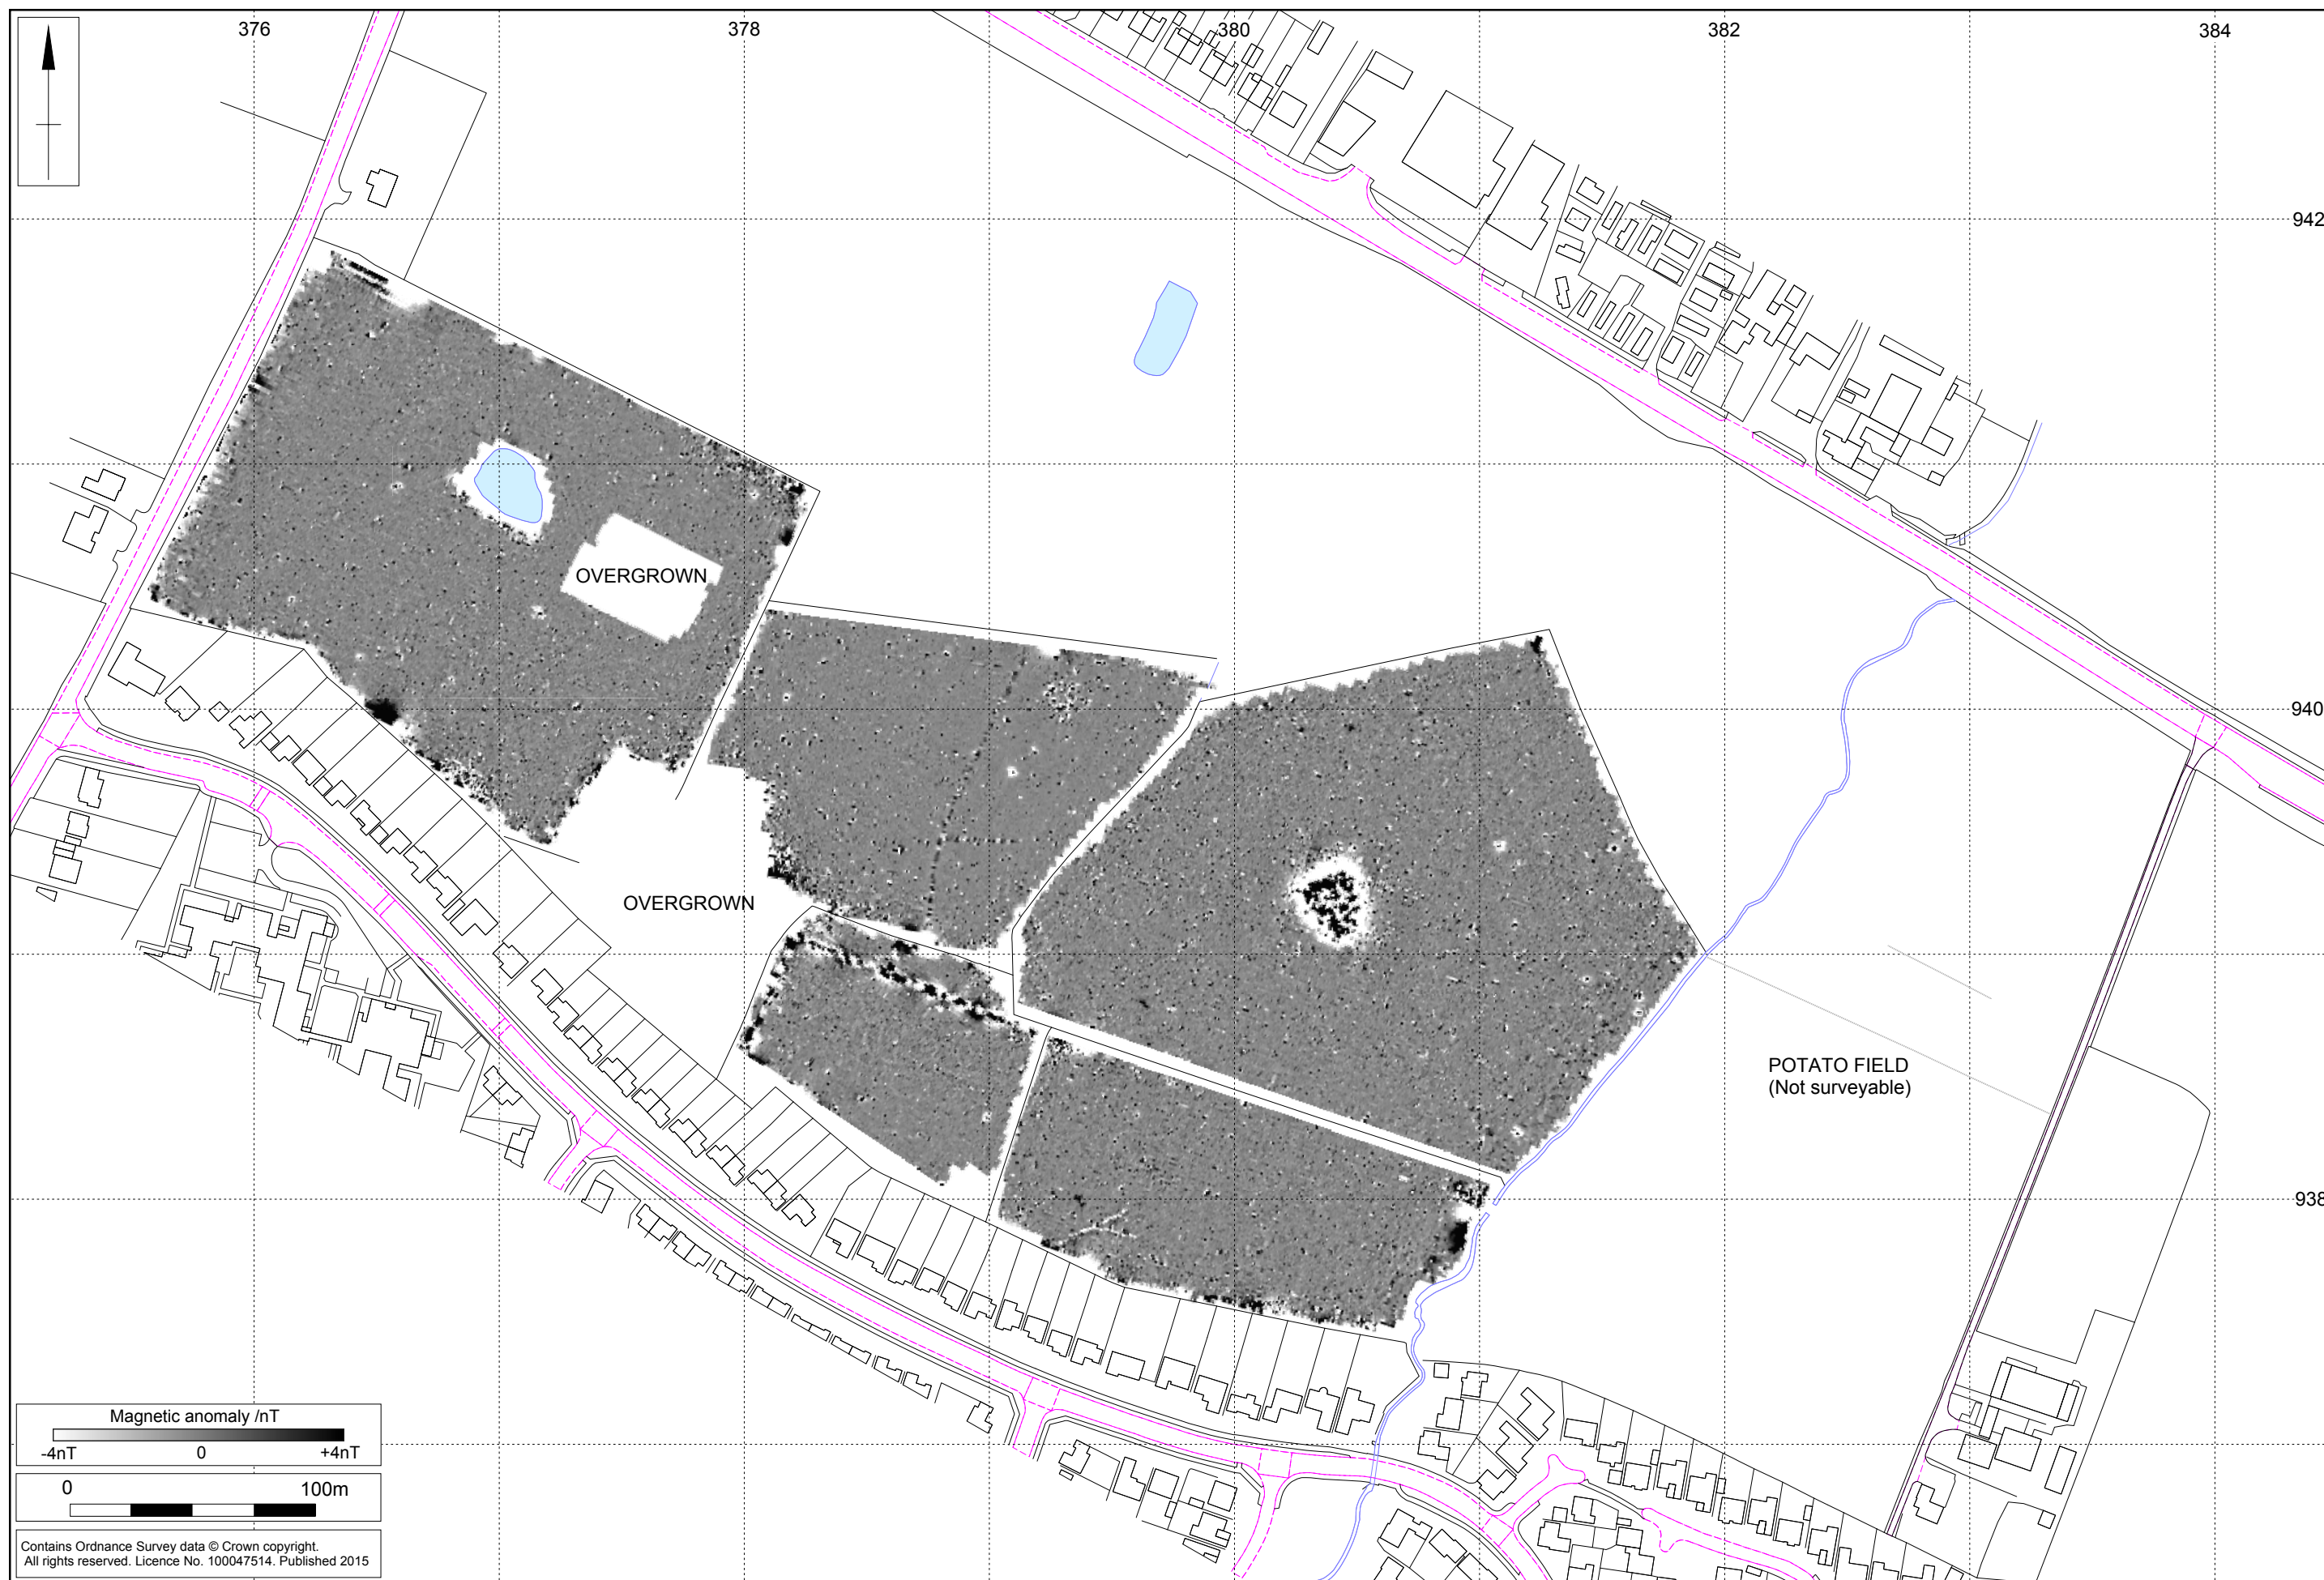 376
378
380
382
384
942
OVERGROWN
940
OVERGROWN
POTATO FIELD
(Not surveyable)
938
Magnetic anomaly /nT
-4nT 0 +4nT
0 100m
Contains Ordnance Survey data © Crown copyright.
All rights reserved. Licence No. 100047514. Published 2015